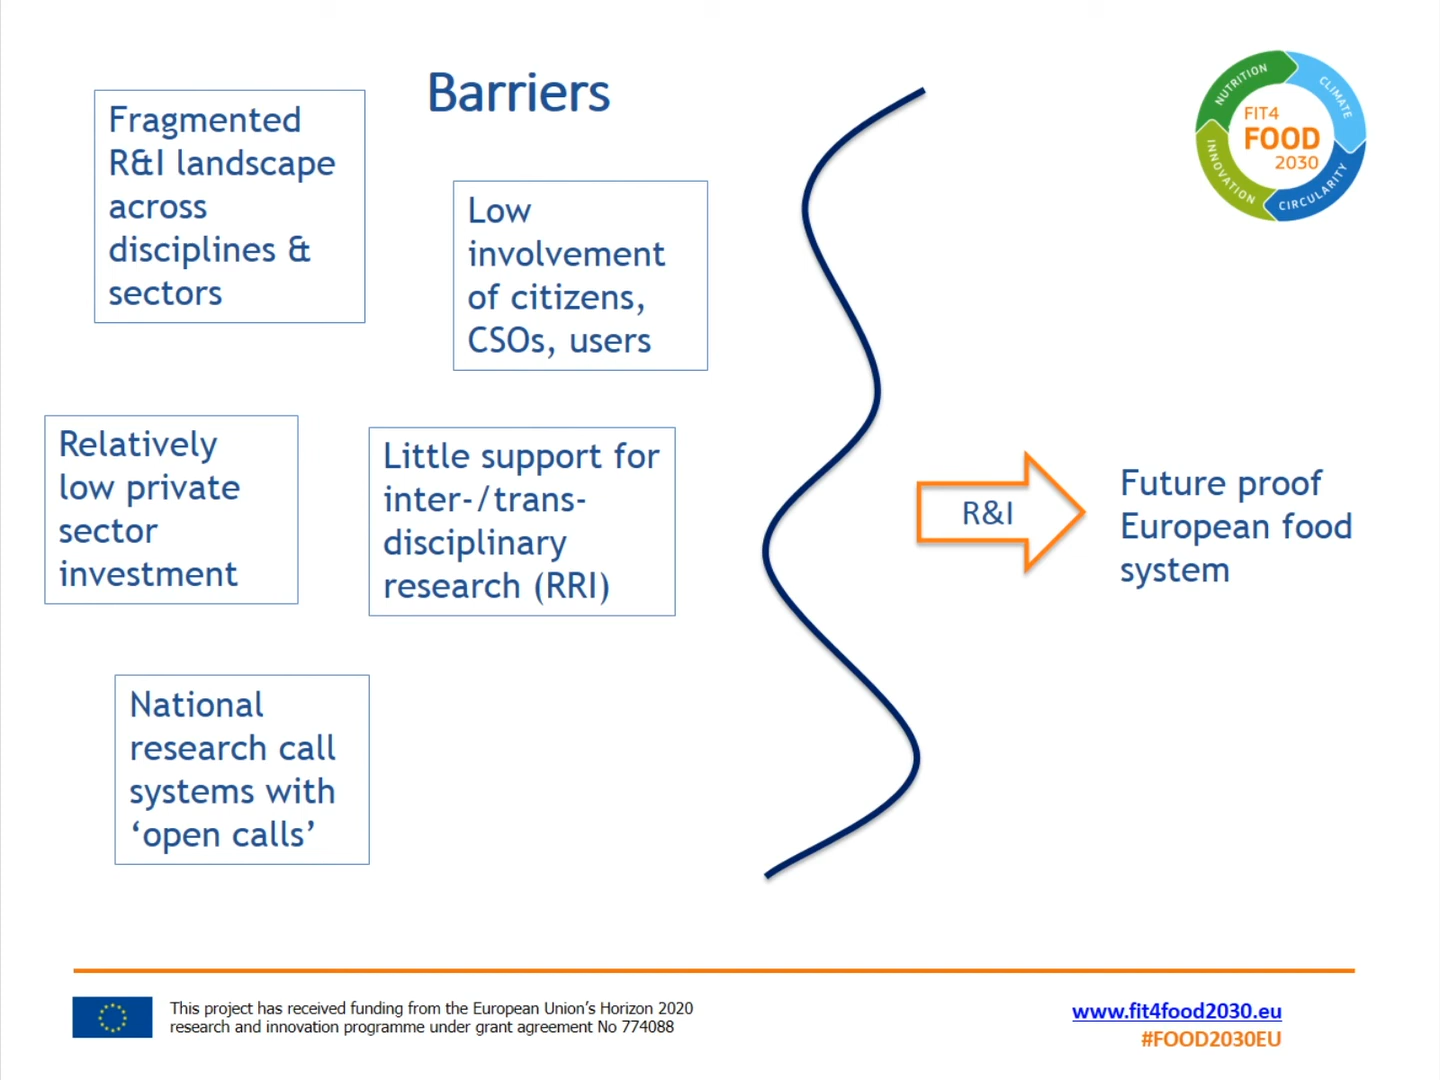 Barriers
Fragmented
R&I landscape
across
disciplines &
sectors
Low
involvement
of citizens,
CSOs, users
Relatively
low private
sector
investment
Little support for
inter-/trans-
disciplinary
research (RRI)
National
research call
systems with
‘open calls’
R&I
Future proof
European food
system
NUTRITION
CLIMATE
CIRCULARITY
INNOVATION
FIT4
FOOD
2030
This project has received funding from the European Union’s Horizon 2020
research and innovation programme under grant agreement No 774088
www.fit4food2030.eu
#FOOD2030EU